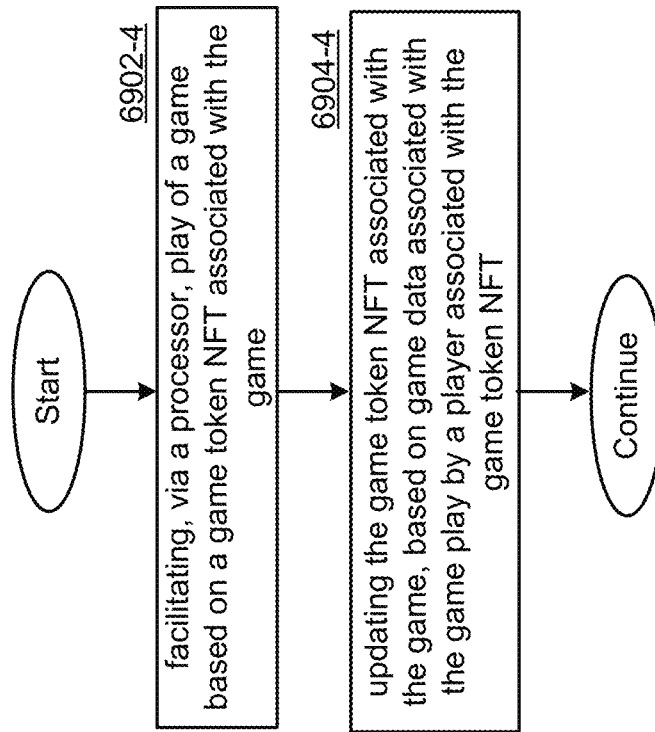 Start
6902-4
facilitating, via a processor, play of a game
based on a game token NFT associated with the
game
6904-4
updating the game token NFT associated with
the game, based on game data associated with
the game play by a player associated with the
game token NFT
Continue